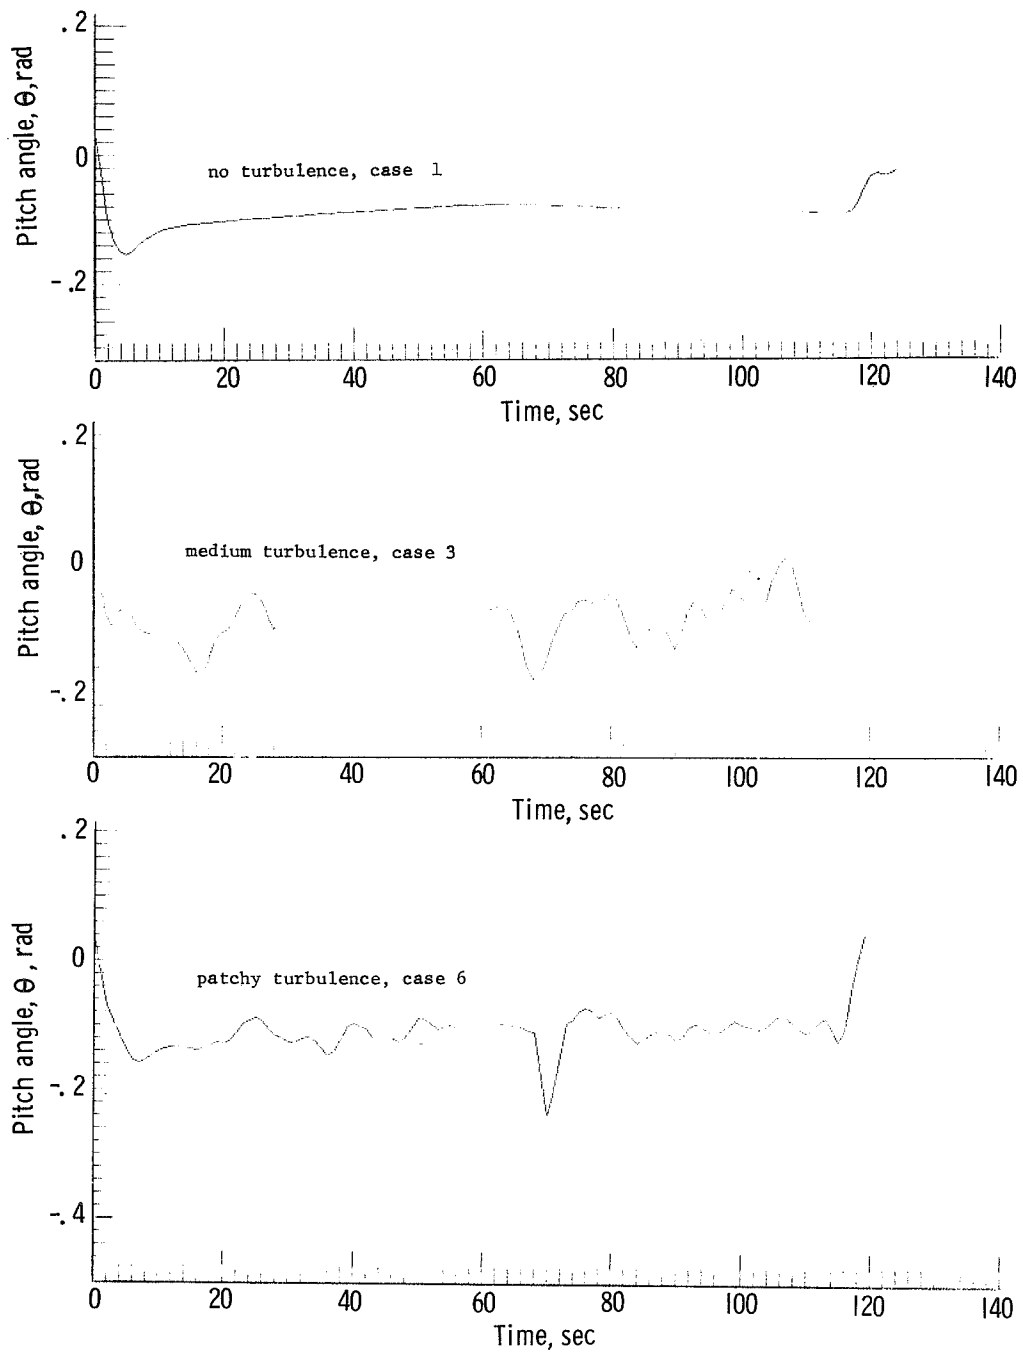 .2
0
-.2
Pitch angle, θ,rad
no turbulence, case 1
0 20 40 60 80 100 120 140
Time, sec
.2
0
-.2
Pitch angle, θ,rad
medium turbulence, case 3
0 20 40 60 80 100 120 140
Time, sec
.2
0
-.2
-.4
Pitch angle, θ, rad
patchy turbulence, case 6
0 20 40 60 80 100 120 140
Time, sec